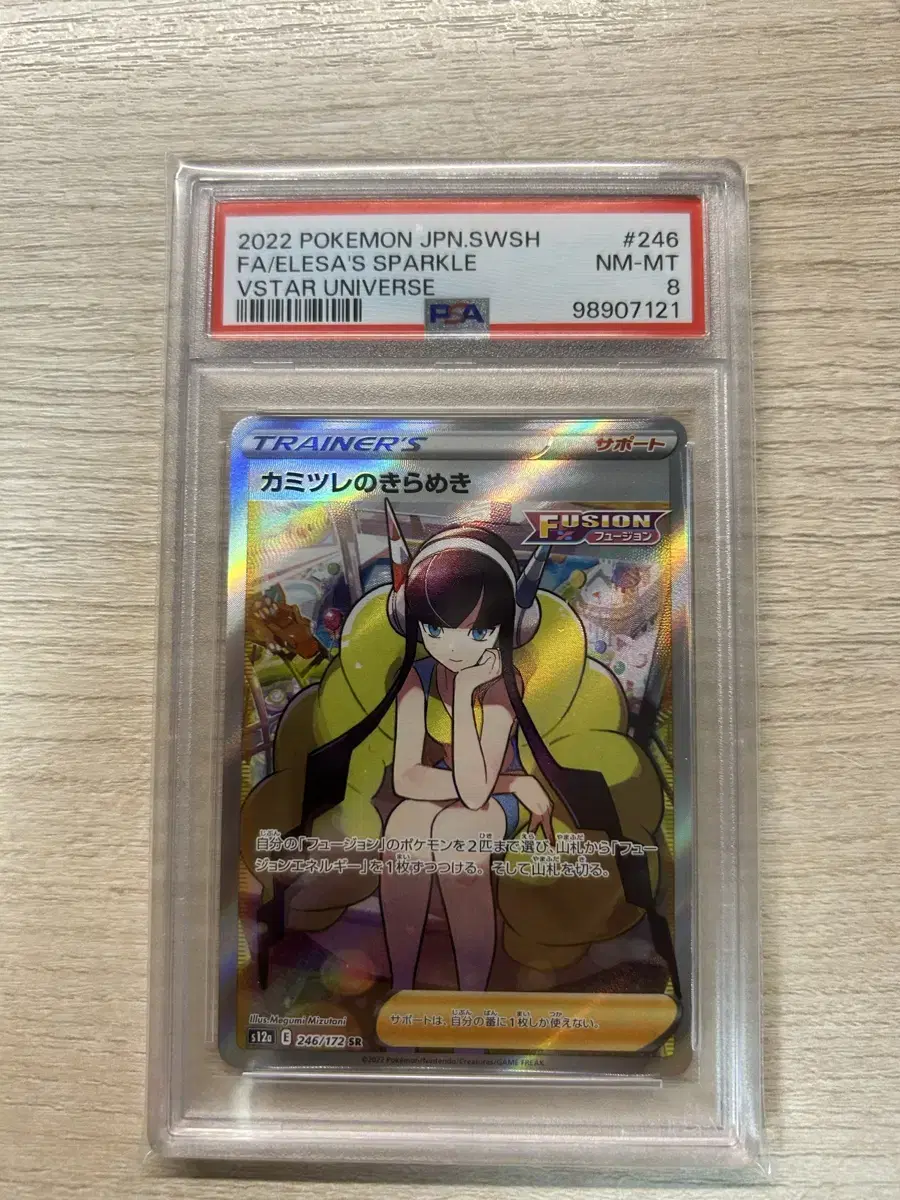 2022 POKEMON JPN.SWSH #246
FA/ELESA'S SPARKLE NM-MT
VSTAR UNIVERSE 8
PSA 98907121
TRAINER'S サポート
カミツレのきらめき
FUSION
フュージョン
自分の「フュージョン」のポケモンを2匹まで選び、山札から「フュー
ジョンエネルギー」を1枚ずつつける。そして山札を切る。
Illus.Megumi Mizutani
サポートは、自分の番に1枚しか使えない。
s12a E 246/172 SR
©2022 Pokémon/Nintendo/Creatures/GAME FREAK